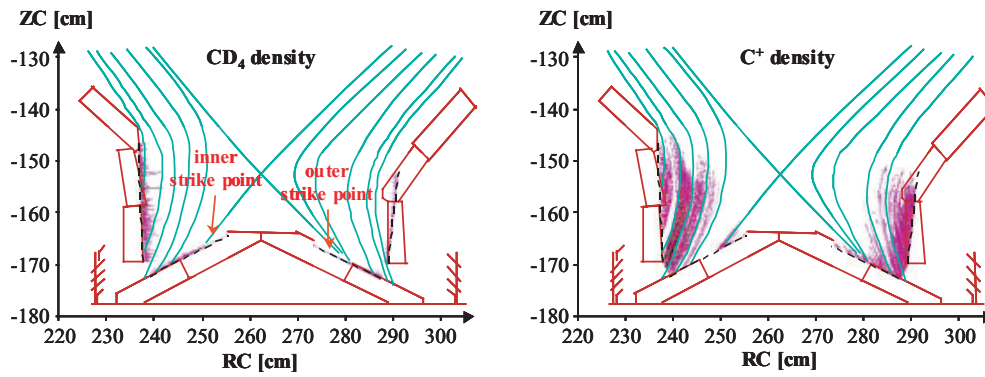 ZC [cm]
CD4 density
-130
-140
-150
-160
-170
-180
inner
strike point
outer
strike point
220 230 240 250 260 270 280 290 300
RC [cm]
ZC [cm]
C+ density
-130
-140
-150
-160
-170
-180
220 230 240 250 260 270 280 290 300
RC [cm]